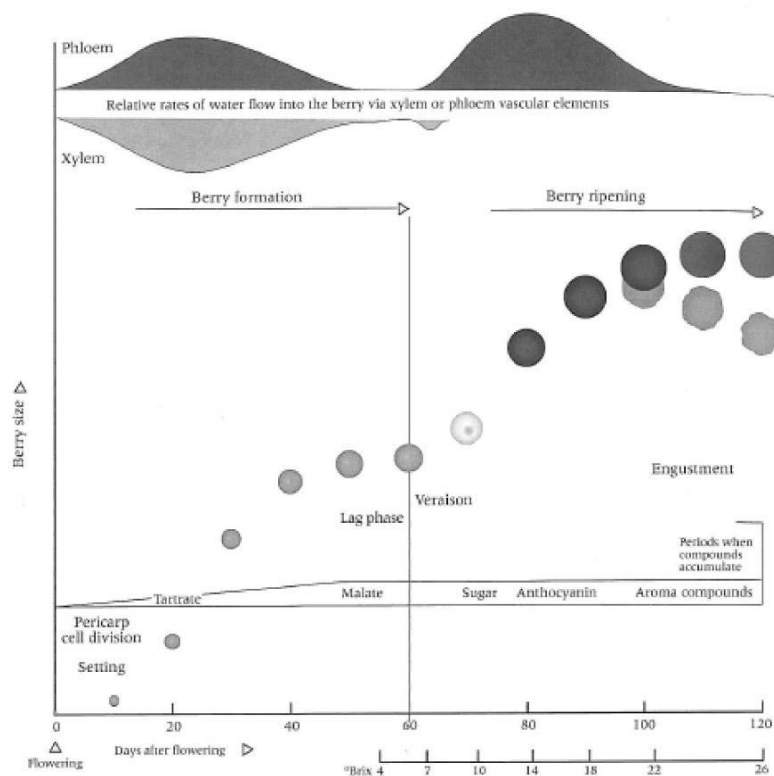 Phloem
Relative rates of water flow into the berry via xylem or phloem vascular elements
Xylem
Berry formation
Berry ripening
Berry size
Engustment
Veraison
Lag phase
Periods when
compounds
accumulate
Tartrate
Malate
Sugar
Anthocyanin
Aroma compounds
Pericarp
cell division
Setting
0 20 40 60 80 100 120
Flowering
Days after flowering
°Brix 4 7 10 14 18 22 26